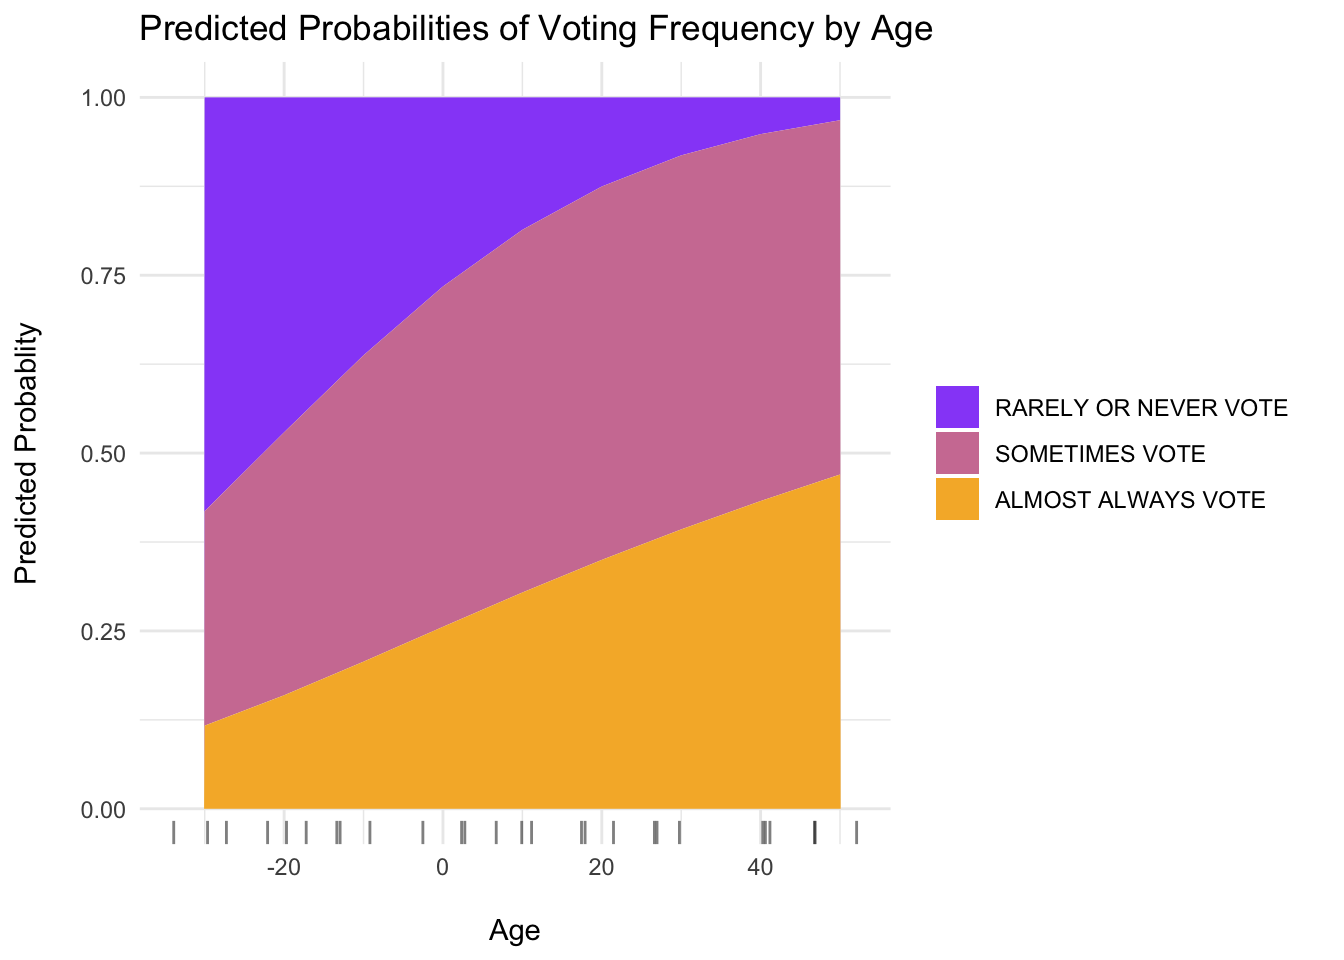 Predicted Probabilities of Voting Frequency by Age
1.00
0.75
0.50
0.25
0.00
Predicted Probablity
-20 0 20 40
Age
RARELY OR NEVER VOTE
SOMETIMES VOTE
ALMOST ALWAYS VOTE